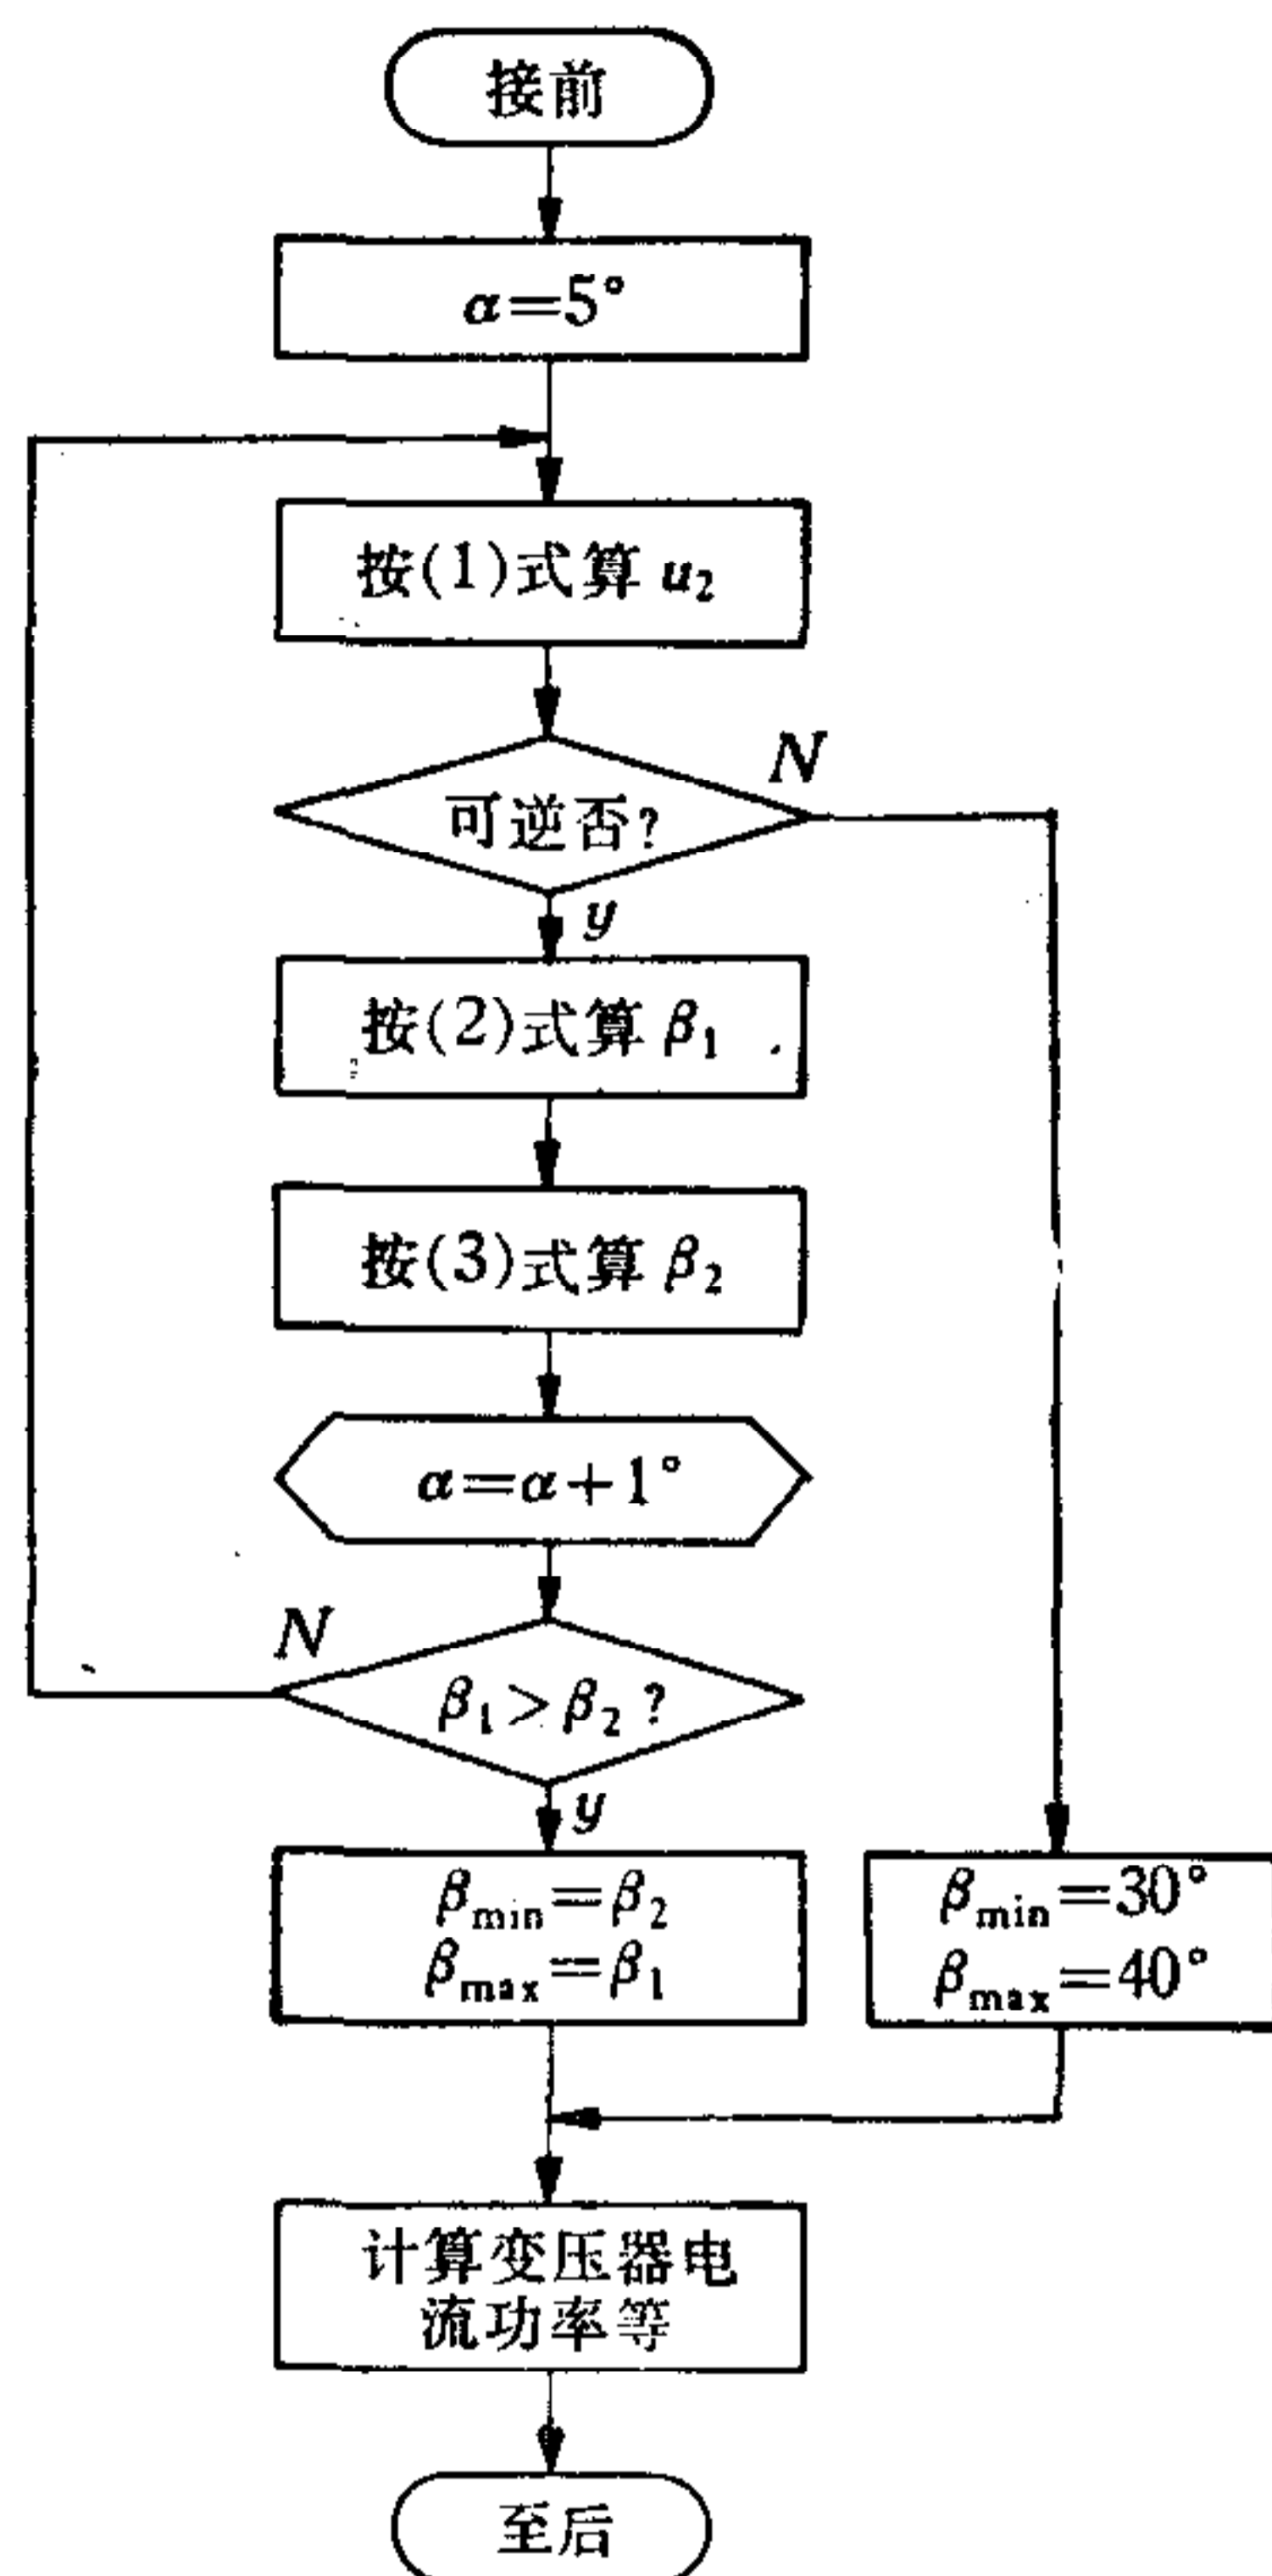 接前
α=5°
按(1)式算 u₂
可逆否?
N
y
按(2)式算 β₁
按(3)式算 β₂
α=α+1°
N
β₁>β₂?
y
β_min=β₂
β_max=β₁
β_min=30°
β_max=40°
计算变压器电
流功率等
至后